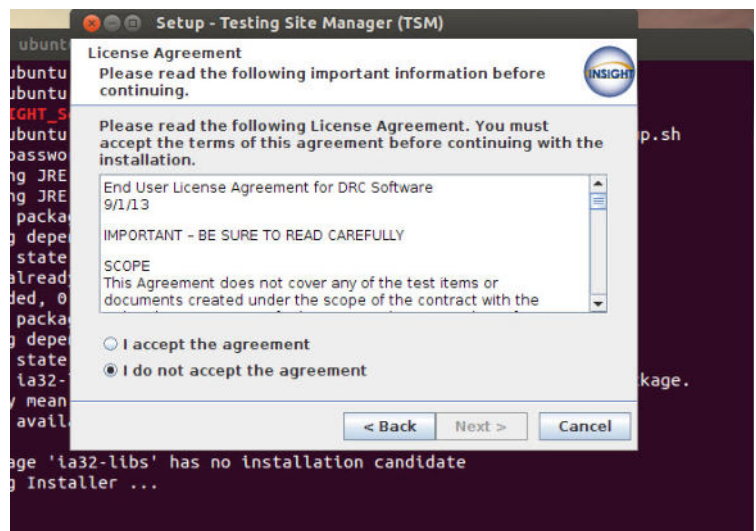 Setup - Testing Site Manager (TSM)
License Agreement
Please read the following important information before
continuing.
INSIGHT
Please read the following License Agreement. You must
accept the terms of this agreement before continuing with the
installation.
End User License Agreement for DRC Software
9/1/13
IMPORTANT – BE SURE TO READ CAREFULLY
SCOPE
This Agreement does not cover any of the test items or
documents created under the scope of the contract with the
I accept the agreement
I do not accept the agreement
< Back Next > Cancel
ubunt
ubuntu
ubuntu
IGHT_S
ubuntu p.sh
passwo
ng JRE
ng JRE
packa
g depe
state
alread
ded, 0
packa
g depe
state
ia32- kage.
y mean
avail
age 'ia32-libs' has no installation candidate
g Installer ...